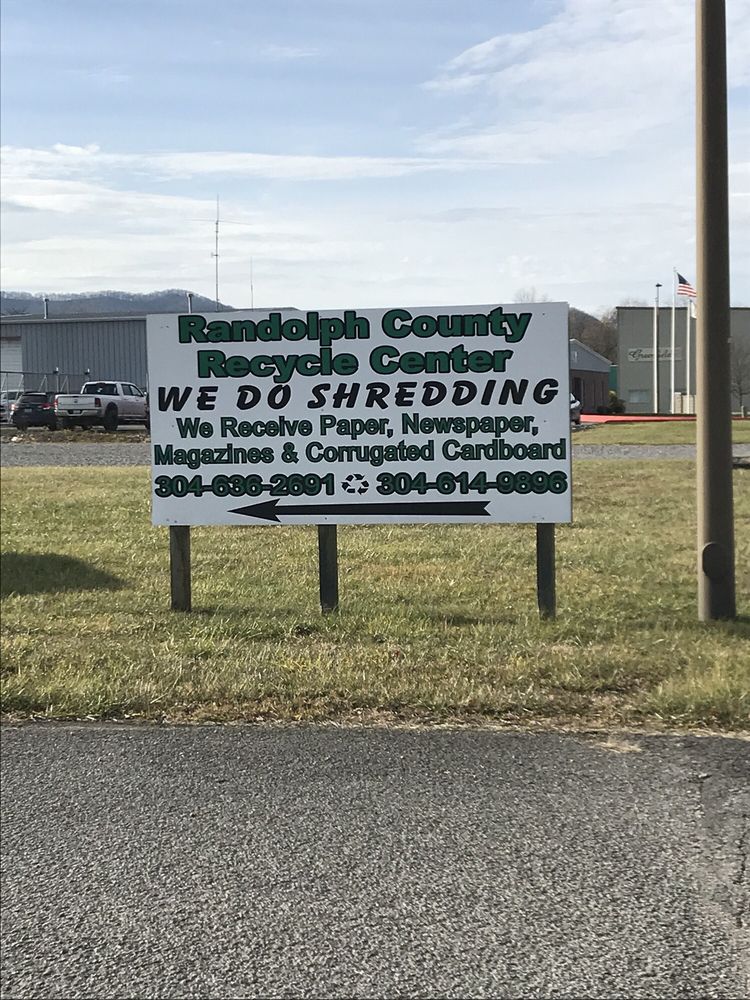 Randolph County
Recycle Center
WE DO SHREDDING
We Receive Paper, Newspaper,
Magazines & Corrugated Cardboard
304-636-2691 ♻ 304-614-9896